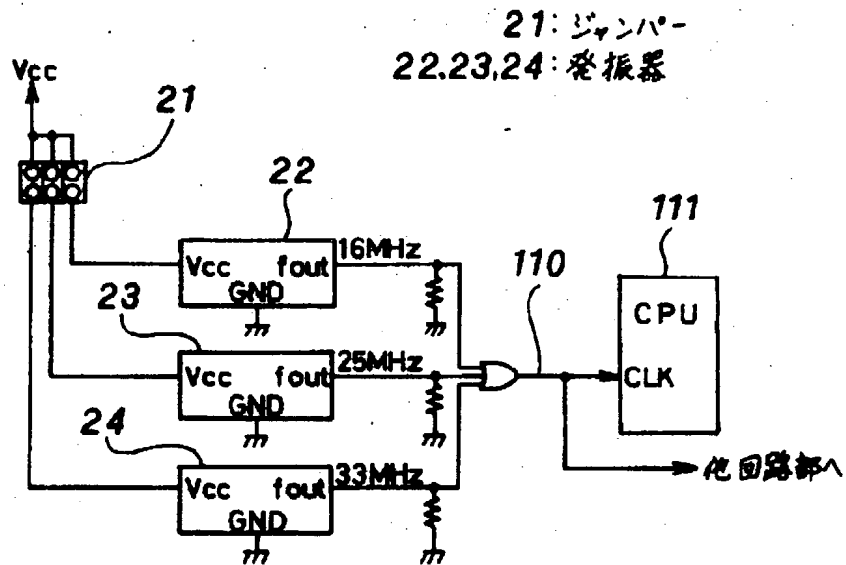 21:ジャンパー
22.23,24:発振器
Vcc
21
22
111
16MHz
110
Vcc fout
GND
CPU
23
25MHz
Vcc fout
CLK
GND
24
33MHz
他回路部へ
Vcc fout
GND